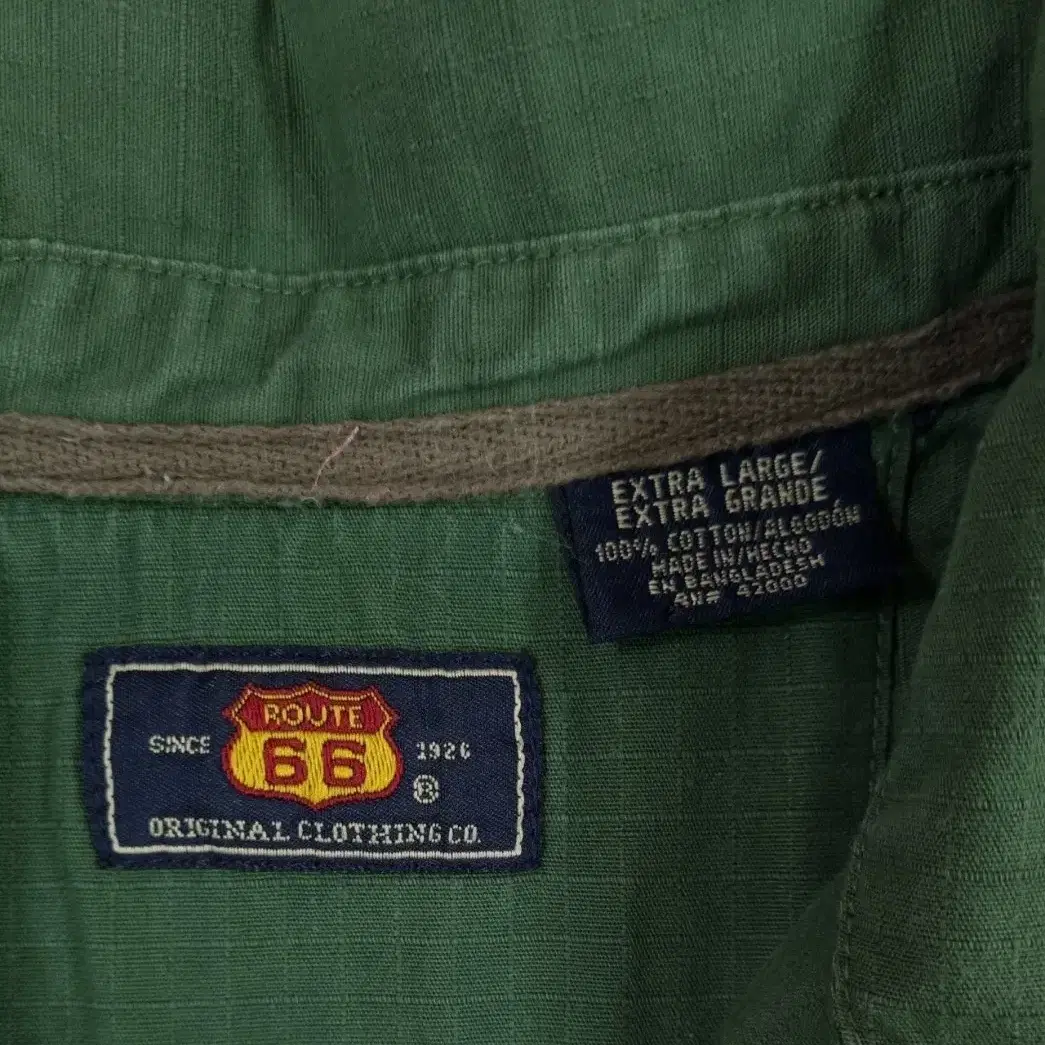 EXTRA LARGE/
EXTRA GRANDE
100% COTTON/ALGODÓN
MADE IN/HECHO
EN BANGLADESH
RN# 42000
ROUTE
SINCE 66 1926
®
ORIGINAL CLOTHING CO.